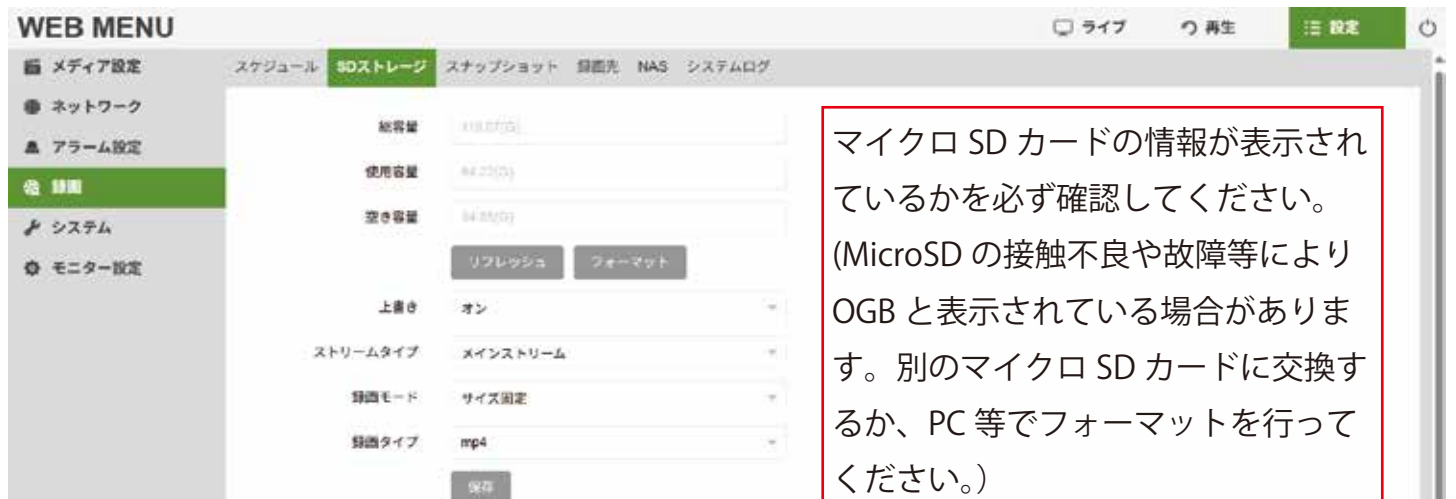 WEB MENU
ライブ 再生 設定
メディア設定
ネットワーク
アラーム設定
録画
システム
モニター設定
スケジュール SDストレージ スナップショット 録画先 NAS システムログ
総容量
使用容量
空き容量
リフレッシュ フォーマット
上書き オン
ストリームタイプ メインストリーム
録画モード サイズ固定
録画タイプ mp4
保存
マイクロ SD カードの情報が表示され
ているかを必ず確認してください。
(MicroSD の接触不良や故障等により
OGB と表示されている場合がありま
す。別のマイクロ SD カードに交換す
るか、PC 等でフォーマットを行って
ください。）